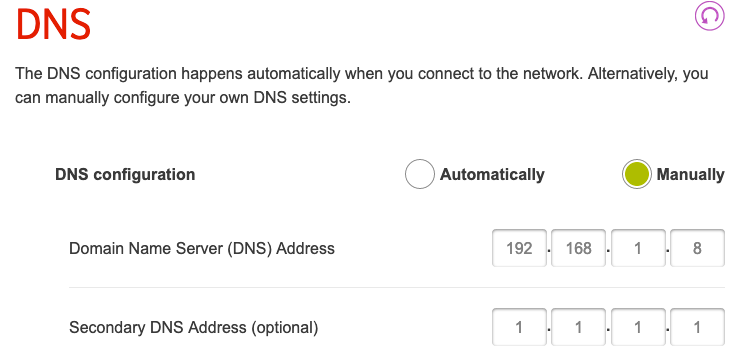 DNS
The DNS configuration happens automatically when you connect to the network. Alternatively, you
can manually configure your own DNS settings.
DNS configuration Automatically Manually
Domain Name Server (DNS) Address 192 . 168 . 1 . 8
Secondary DNS Address (optional) 1 . 1 . 1 . 1